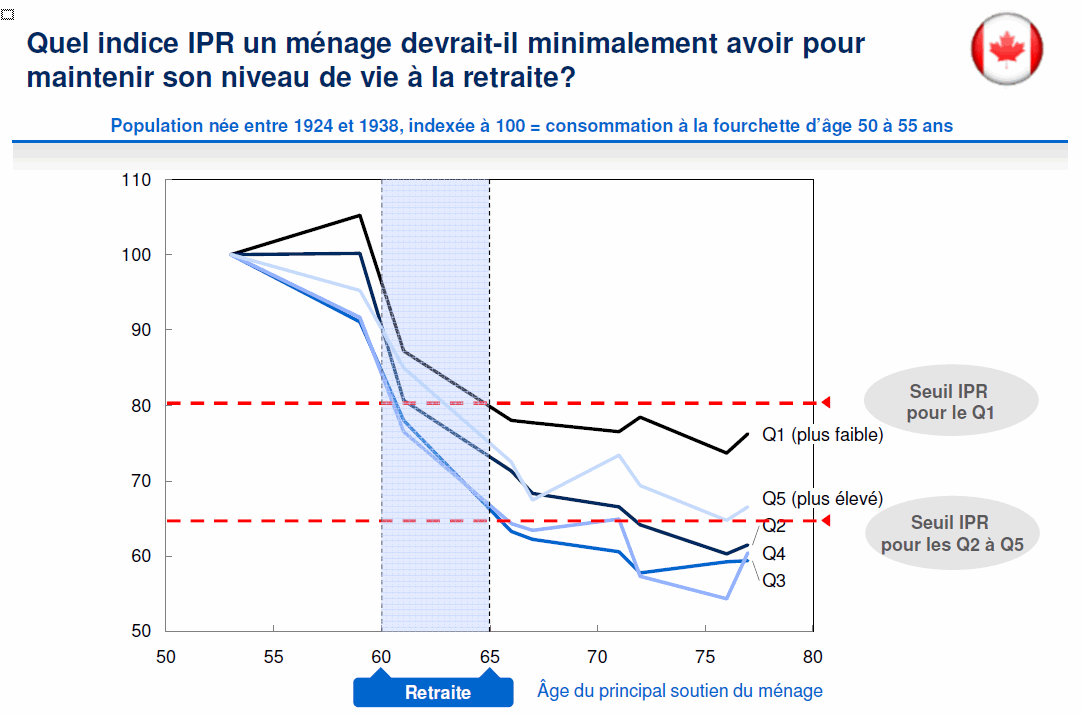 Quel indice IPR un ménage devrait-il minimalement avoir pour
maintenir son niveau de vie à la retraite?
Population née entre 1924 et 1938, indexée à 100 = consommation à la fourchette d'âge 50 à 55 ans
110
100
90
80
70
60
50
Seuil IPR
pour le Q1
Q1 (plus faible)
Q5 (plus élevé)
Q2
Q4
Q3
Seuil IPR
pour les Q2 à Q5
50
55
60
65
70
75
80
Retraite
Âge du principal soutien du ménage